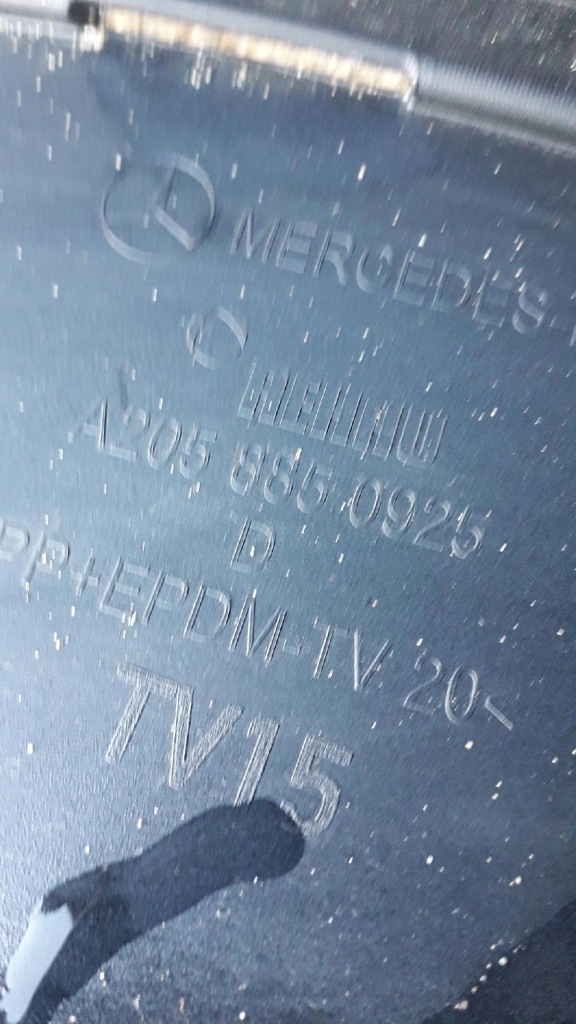 MERCEDES-
A205 885 0925
D
PP+EPDM-TV 20<
TV15